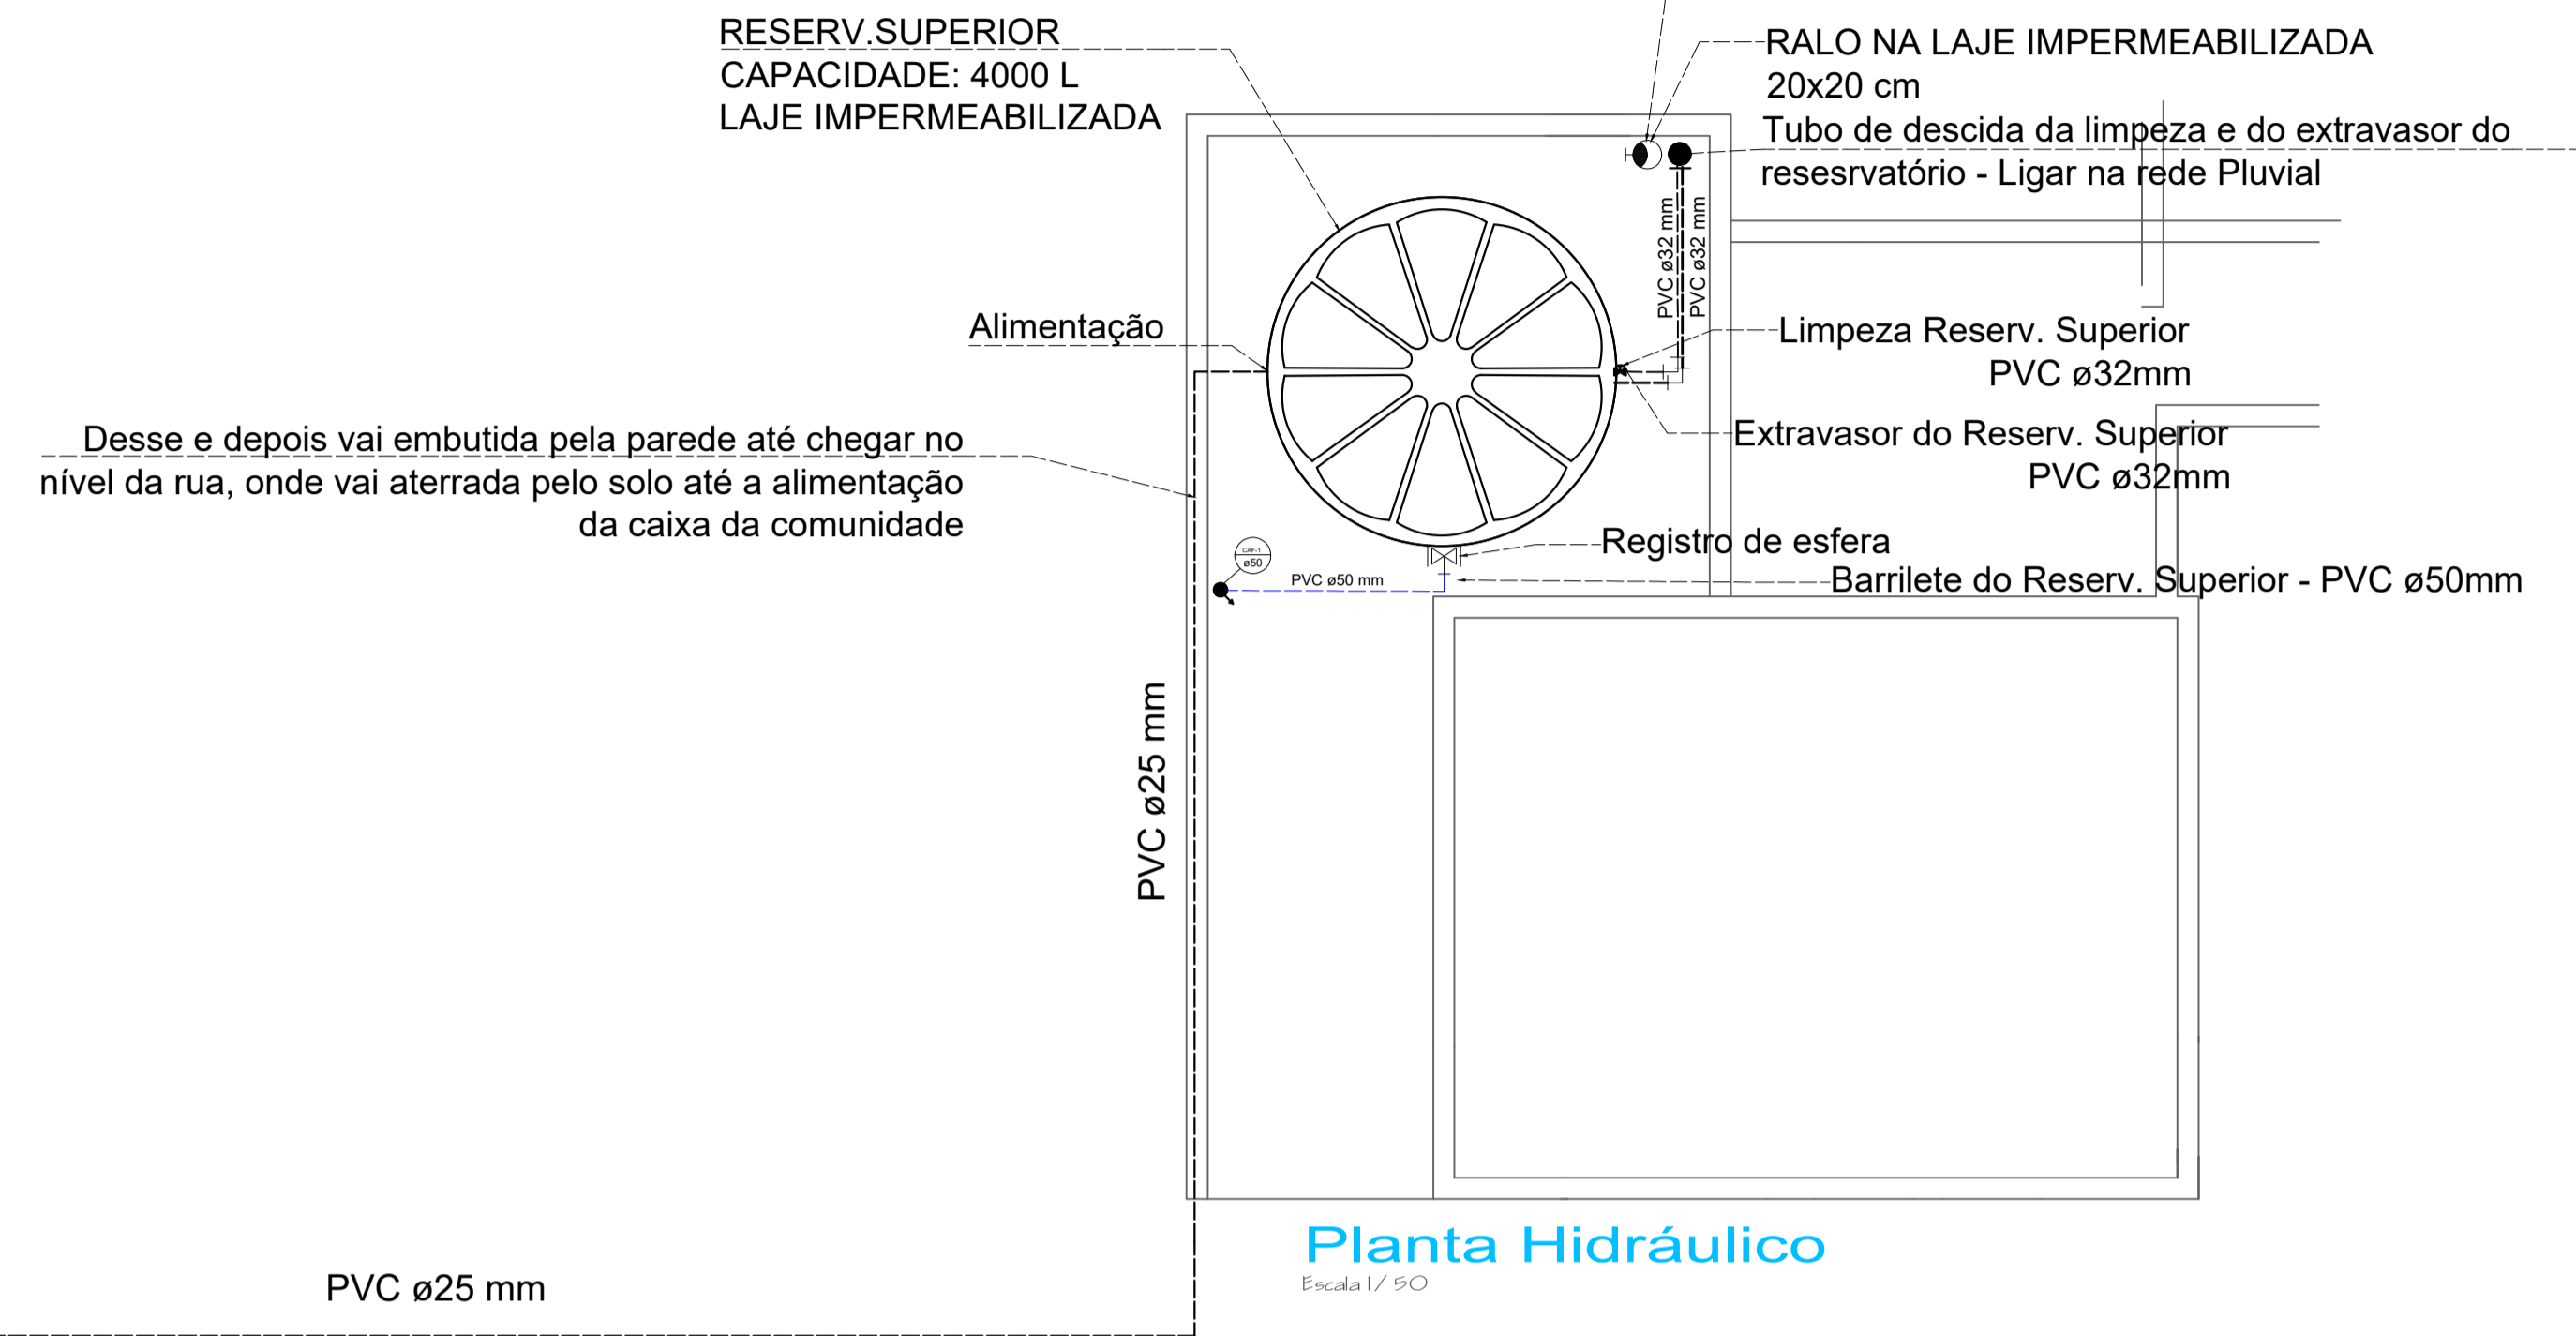 RESERV.SUPERIOR
CAPACIDADE: 4000 L
LAJE IMPERMEABILIZADA
RALO NA LAJE IMPERMEABILIZADA
20x20 cm
Tubo de descida da limpeza e do extravasor do
resesrvatório - Ligar na rede Pluvial
PVC ø32 mm
PVC ø32 mm
Alimentação
Limpeza Reserv. Superior
PVC ø32mm
Desse e depois vai embutida pela parede até chegar no
nível da rua, onde vai aterrada pelo solo até a alimentação
da caixa da comunidade
Extravasor do Reserv. Superior
PVC ø32mm
Registro de esfera
CAF-1
ø50
PVC ø50 mm
Barrilete do Reserv. Superior - PVC ø50mm
PVC ø25 mm
Planta Hidráulico
Escala 1/ 50
PVC ø25 mm